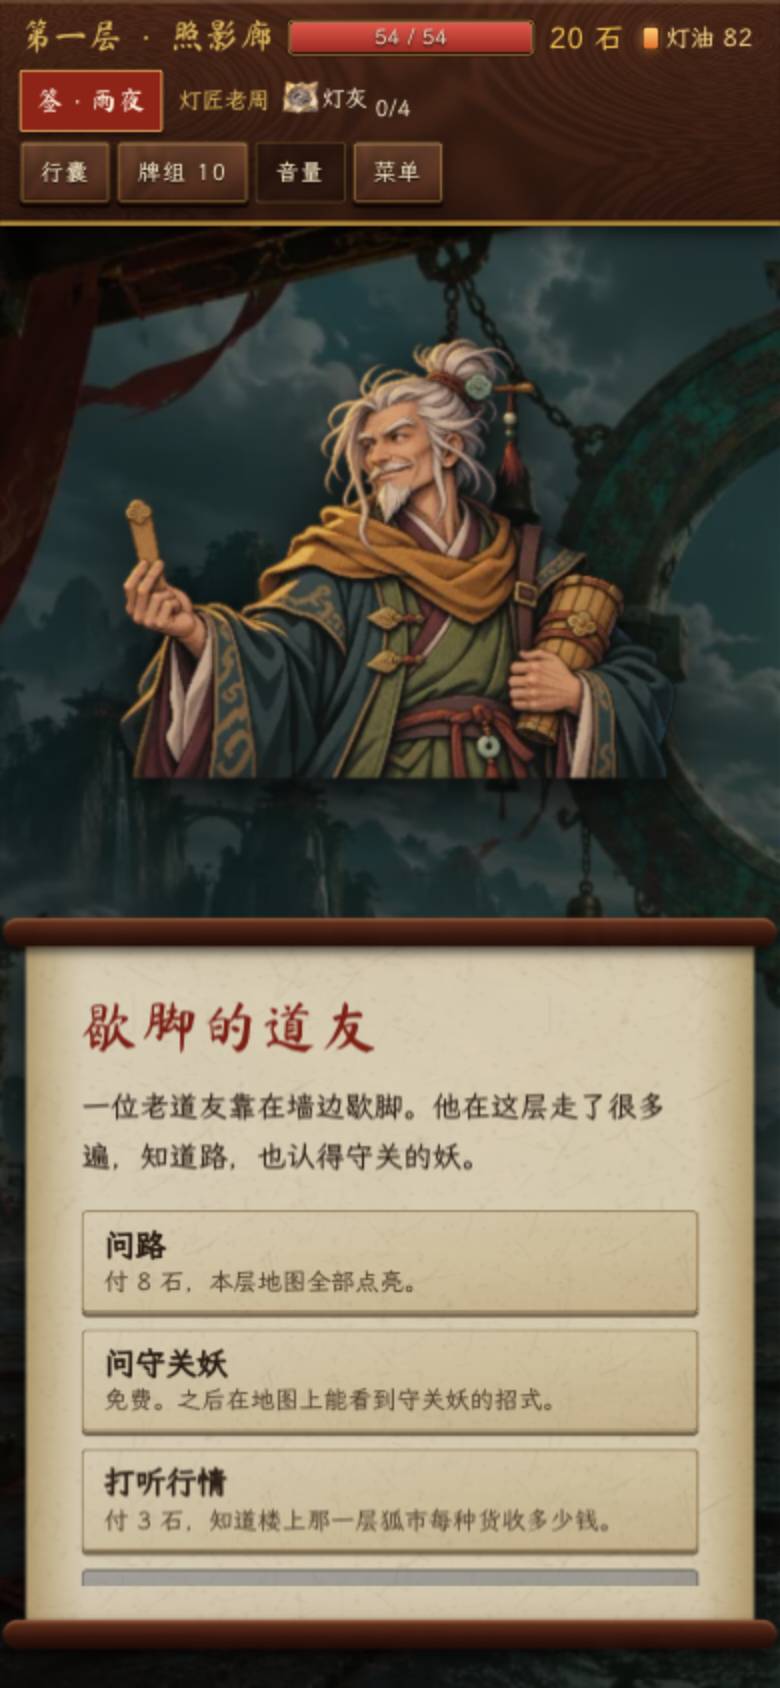 第一层 · 照影廊 54 / 54 20 石 灯油 82
签 · 雨夜 灯匠老周 灯灰 0/4
行囊 牌组 10 音量 菜单
歇脚的道友
一位老道友靠在墙边歇脚。他在这层走了很多
遍，知道路，也认得守关的妖。
问路
付 8 石，本层地图全部点亮。
问守关妖
免费。之后在地图上能看到守关妖的招式。
打听行情
付 3 石，知道楼上那一层狐市每种货收多少钱。